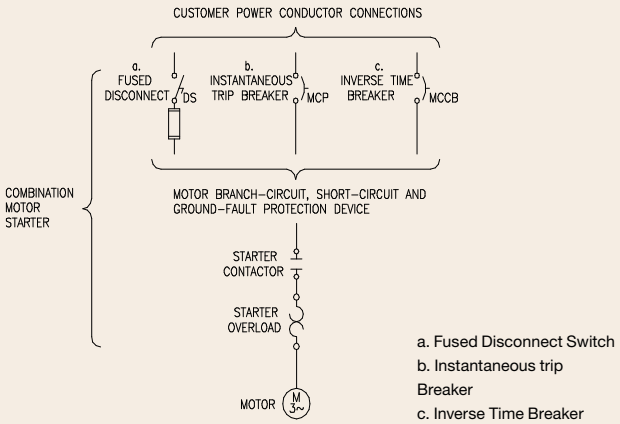 CUSTOMER POWER CONDUCTOR CONNECTIONS
a.
FUSED
DISCONNECT
DS
b.
INSTANTANEOUS
TRIP BREAKER
MCP
c.
INVERSE TIME
BREAKER
MCCB
COMBINATION
MOTOR
STARTER
MOTOR BRANCH-CIRCUIT, SHORT-CIRCUIT AND
GROUND-FAULT PROTECTION DEVICE
STARTER
CONTACTOR
STARTER
OVERLOAD
MOTOR
M
3~
a. Fused Disconnect Switch
b. Instantaneous trip
Breaker
c. Inverse Time Breaker